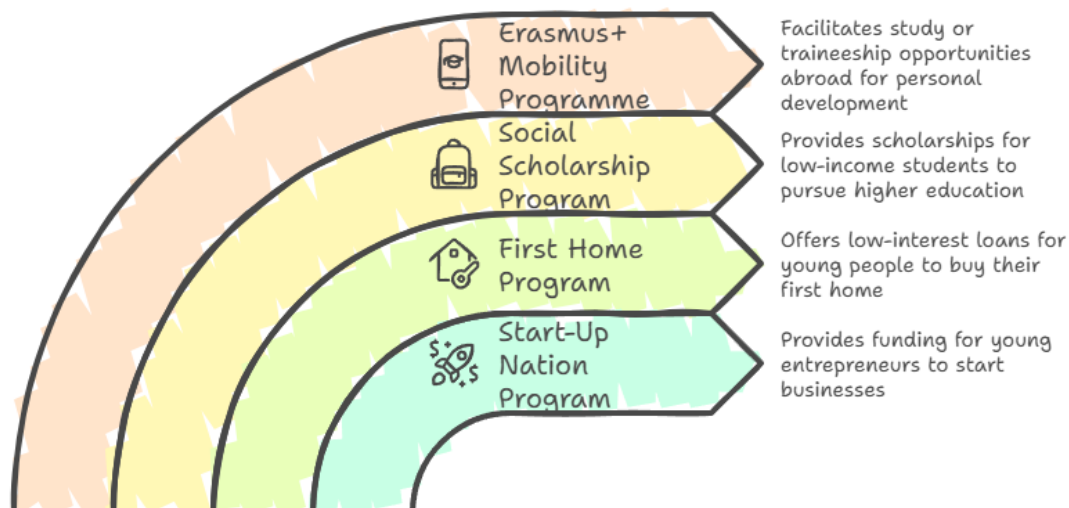 Erasmus+
Mobility
Programme
Facilitates study or
traineeship opportunities
abroad for personal
development
Social
Scholarship
Program
Provides scholarships for
low-income students to
pursue higher education
First Home
Program
Offers low-interest loans for
young people to buy their
first home
Start-Up
Nation
Program
Provides funding for young
entrepreneurs to start
businesses